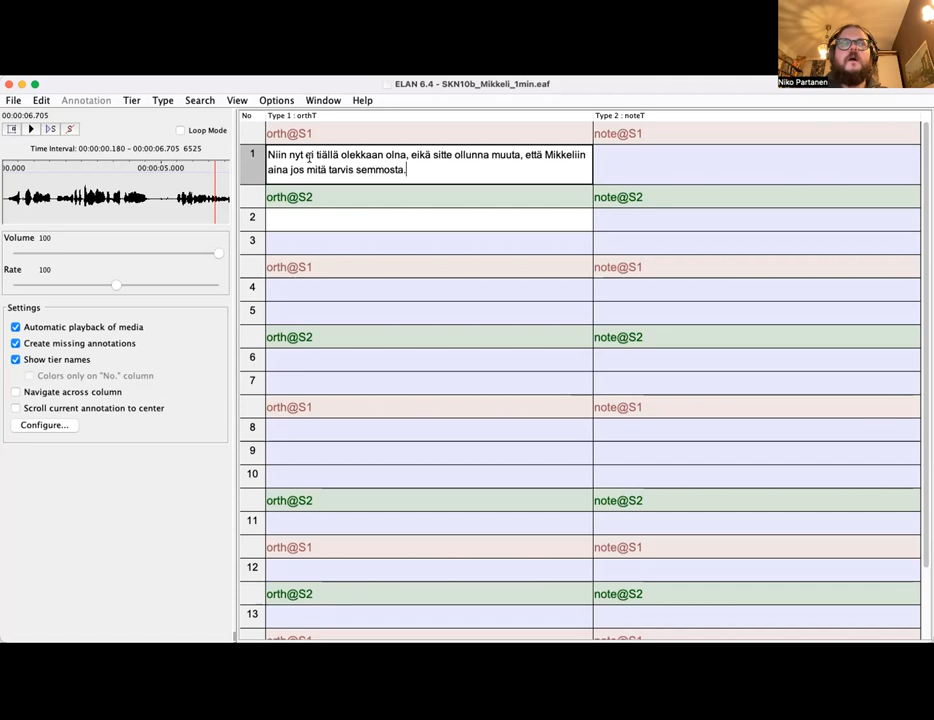 Niko Partanen
ELAN 6.4 - SKN10b_Mikkeli_1min.eaf
File Edit Annotation Tier Type Search View Options Window Help
00:00:06.705
Loop Mode
Time Interval: 00:00:00.180 - 00:00:06.705 6525
00:00:05.000
Volume 100
Rate 100
Settings
Automatic playback of media
Create missing annotations
Show tier names
Colors only on "No." column
Navigate across column
Scroll current annotation to center
Configure...
No Type 1 : orthT Type 2 : noteT
orth@S1 note@S1
1 Niin nyt ei tiällä olekkaan olna, eikä sitte ollunna muuta, että Mikkeliin
aina jos mitä tarvis semmosta.
orth@S2 note@S2
2
3
orth@S1 note@S1
4
5
orth@S2 note@S2
6
7
orth@S1 note@S1
8
9
10
orth@S2 note@S2
11
orth@S1 note@S1
12
orth@S2 note@S2
13
orth@S1 note@S1